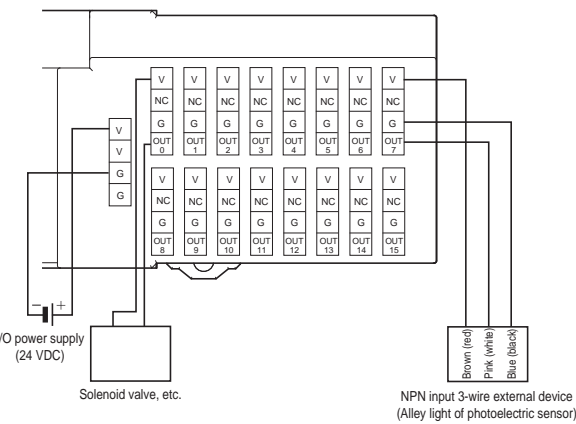 V V V V V V V V
NC NC NC NC NC NC NC NC
G G G G G G G G
OUT OUT OUT OUT OUT OUT OUT OUT
0 1 2 3 4 5 6 7
V
V
G
G
V V V V V V V V
NC NC NC NC NC NC NC NC
G G G G G G G G
OUT OUT OUT OUT OUT OUT OUT OUT
8 9 10 11 12 13 14 15
− +
/O power supply
(24 VDC)
Solenoid valve, etc.
Brown (red)
Pink (white)
Blue (black)
NPN input 3-wire external device
(Alley light of photoelectric sensor)